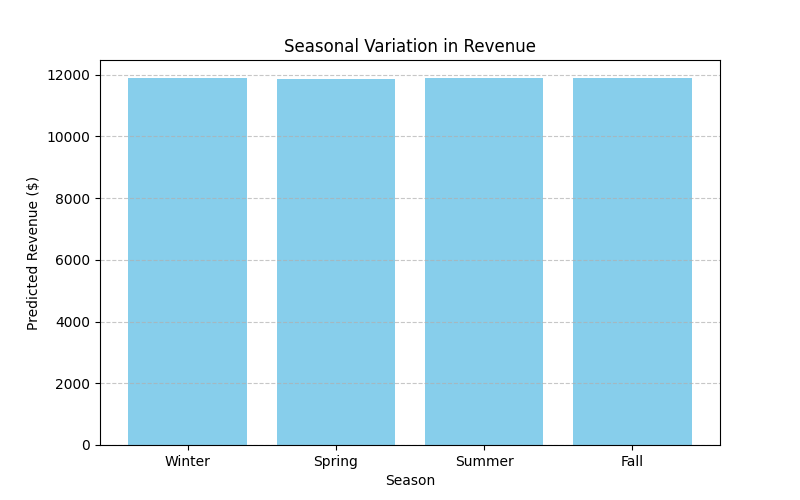 Seasonal Variation in Revenue
Predicted Revenue ($)
12000
10000
8000
6000
4000
2000
0
Winter Spring Summer Fall
Season